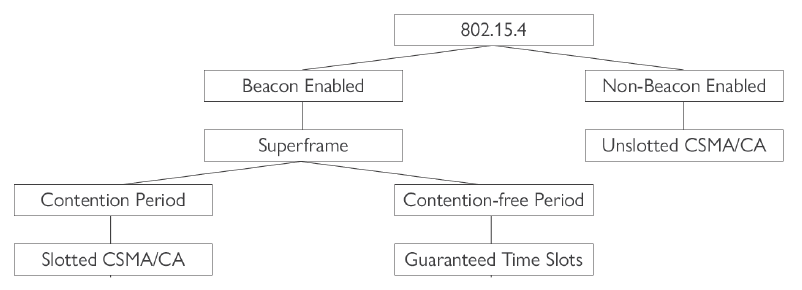 802.15.4
Beacon Enabled
Non-Beacon Enabled
Superframe
Unslotted CSMA/CA
Contention Period
Contention-free Period
Slotted CSMA/CA
Guaranteed Time Slots